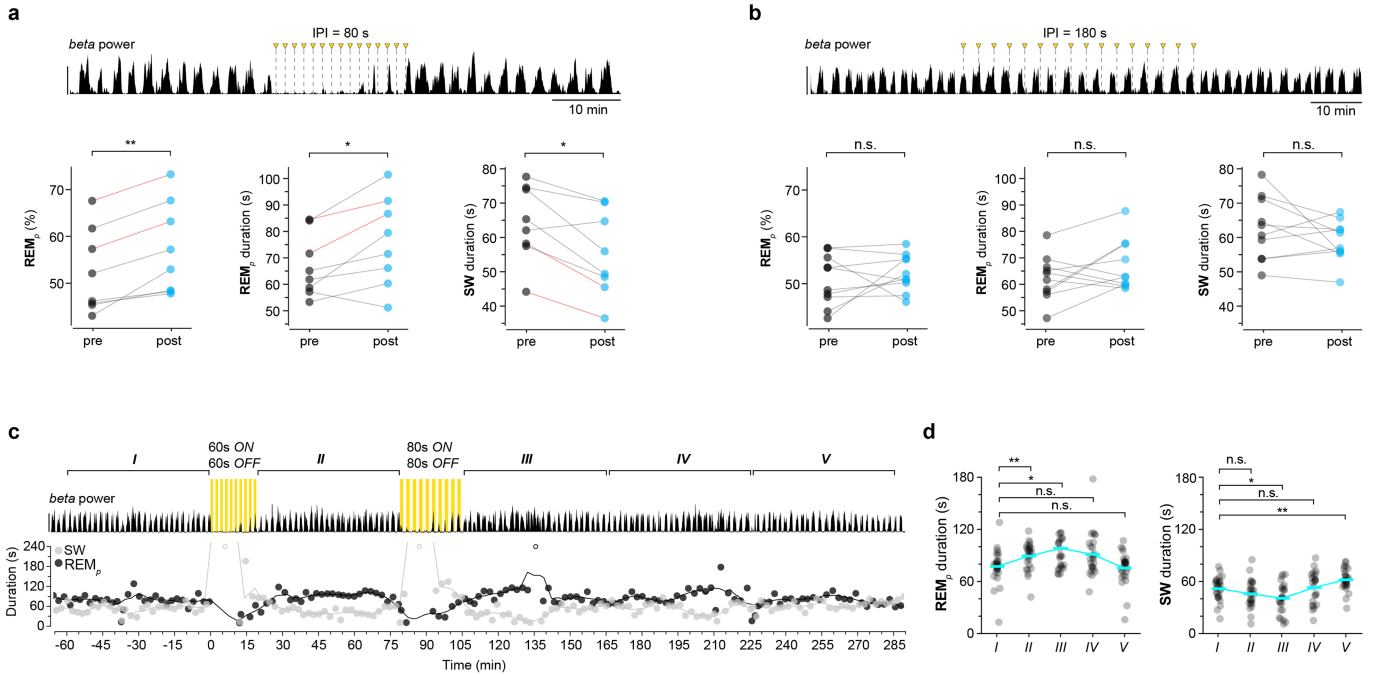 a
IPI = 80 s
beta power
10 min
**
REMp (%)
70
60
50
pre
post
*
REMp duration (s)
100
90
80
70
60
50
pre
post
*
SW duration (s)
80
70
60
50
40
pre
post
b
IPI = 180 s
beta power
10 min
n.s.
REMp (%)
70
60
50
pre
post
n.s.
REMp duration (s)
100
90
80
70
60
50
pre
post
n.s.
SW duration (s)
80
70
60
50
40
pre
post
c
I
60s ON
60s OFF
II
80s ON
80s OFF
III
IV
V
beta power
Duration (s)
240
180
120
60
0
SW
REMp
-60 -45 -30 -15 0 15 30 45 60 75 90 105 120 135 145 165 180 195 210 225 245 255 270 285
Time (min)
d
**
*
n.s.
n.s.
REMp duration (s)
180
120
60
0
I II III IV V
n.s.
*
n.s.
**
SW duration (s)
180
120
60
0
I II III IV V